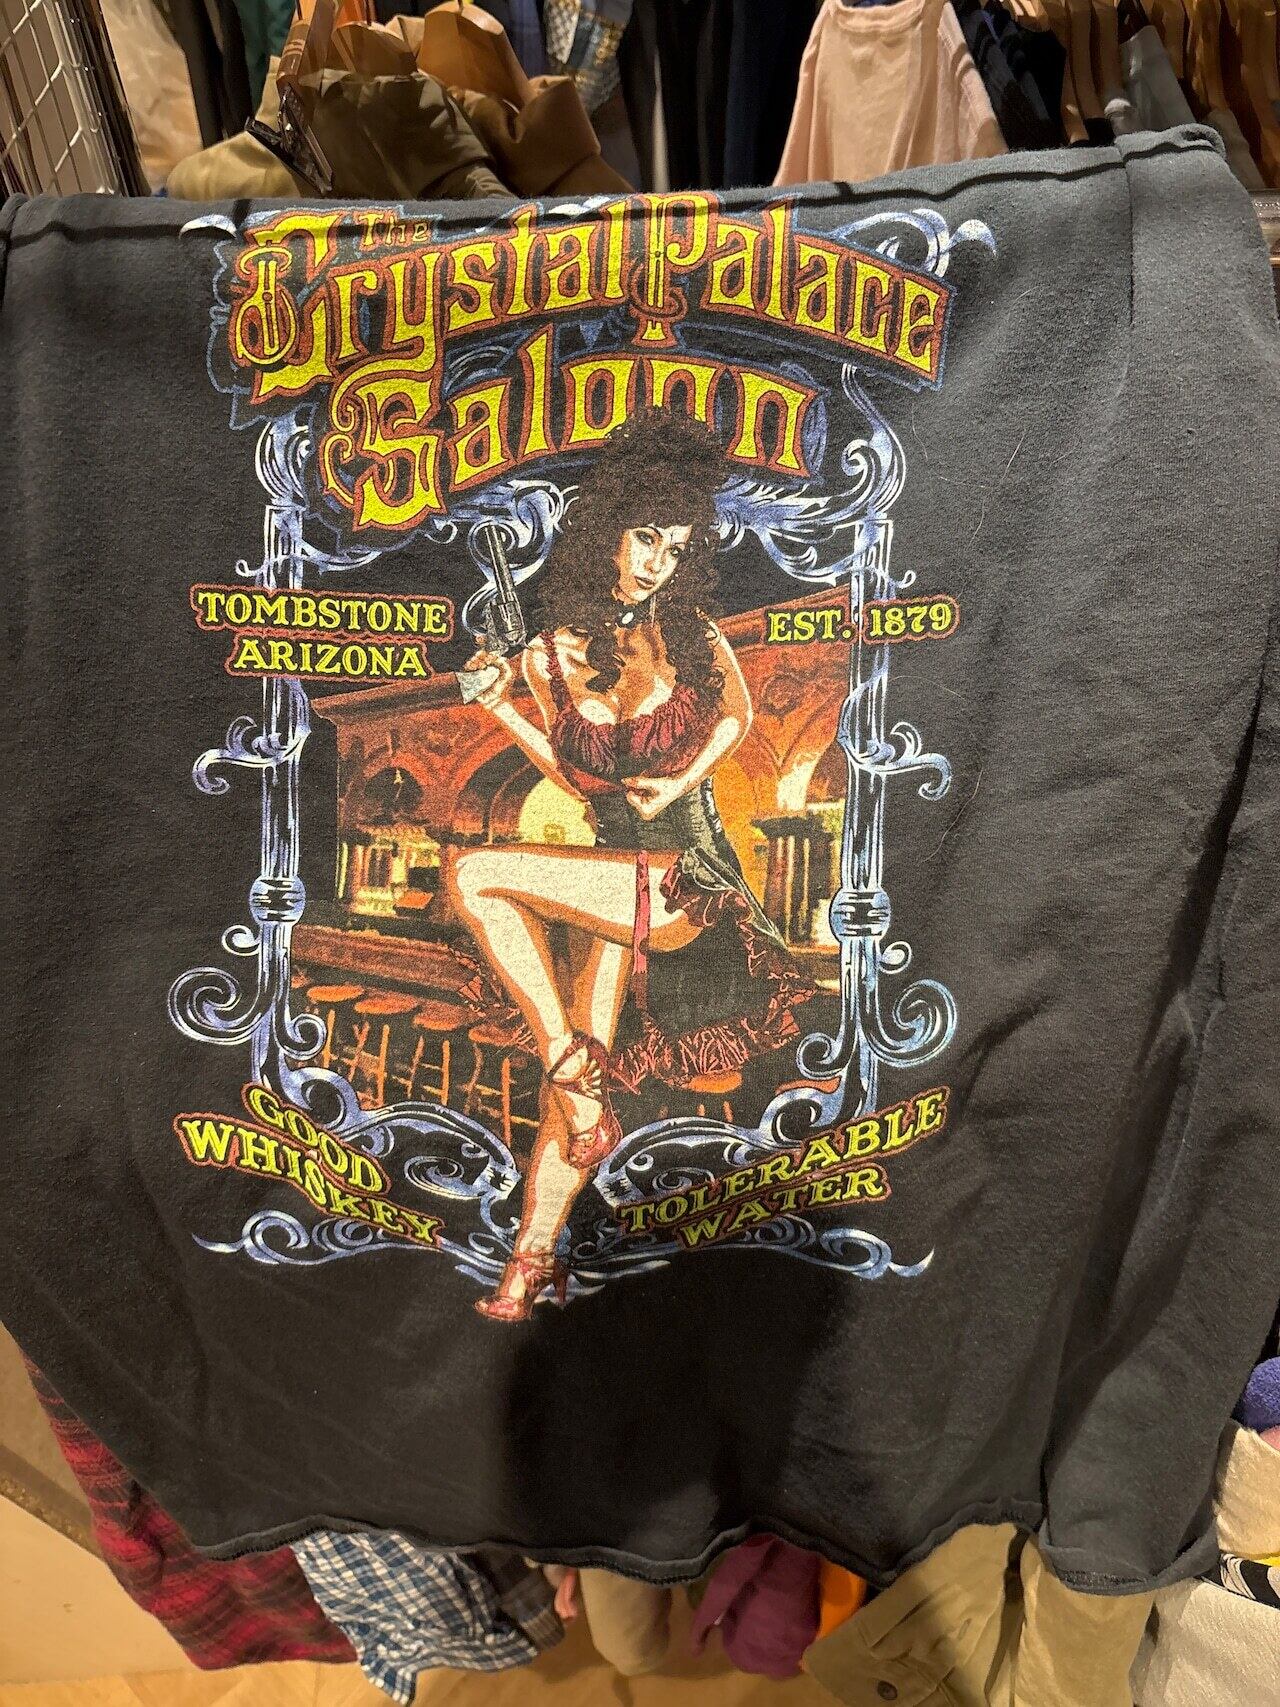 The
Crystal Palace
Saloon
TOMBSTONE
ARIZONA
EST. 1879
GOOD
WHISKEY
TOLERABLE
WATER